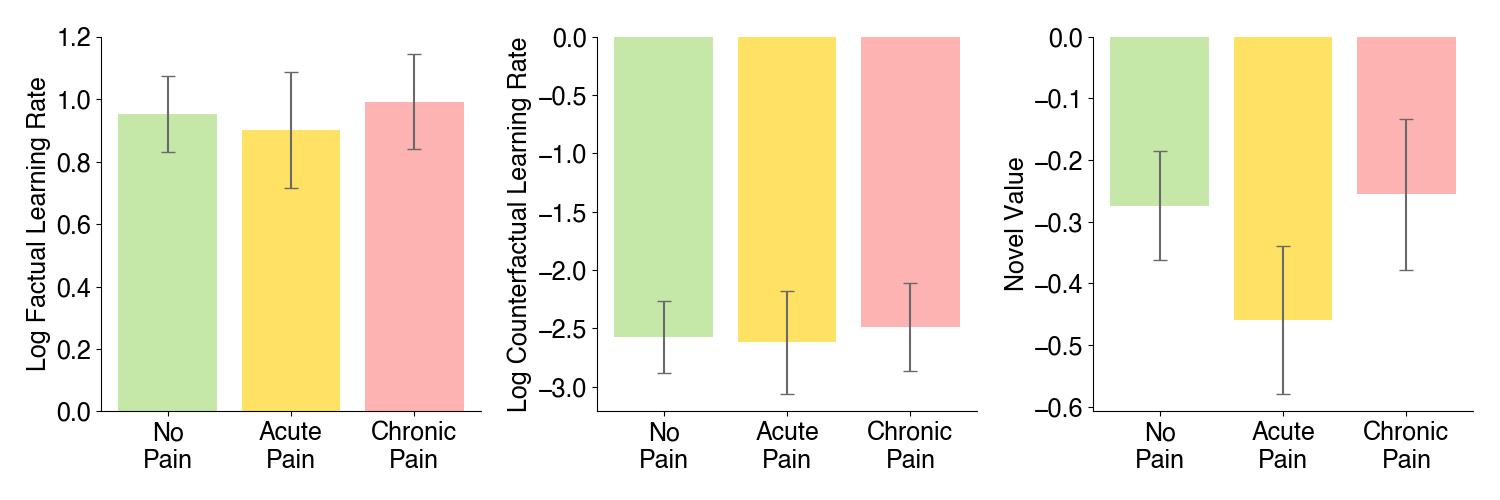 Log Factual Learning Rate
1.2
1.0
0.8
0.6
0.4
0.2
0.0
No
Pain
Acute
Pain
Chronic
Pain
Log Counterfactual Learning Rate
0.0
−0.5
−1.0
−1.5
−2.0
−2.5
−3.0
No
Pain
Acute
Pain
Chronic
Pain
Novel Value
0.0
−0.1
−0.2
−0.3
−0.4
−0.5
−0.6
No
Pain
Acute
Pain
Chronic
Pain